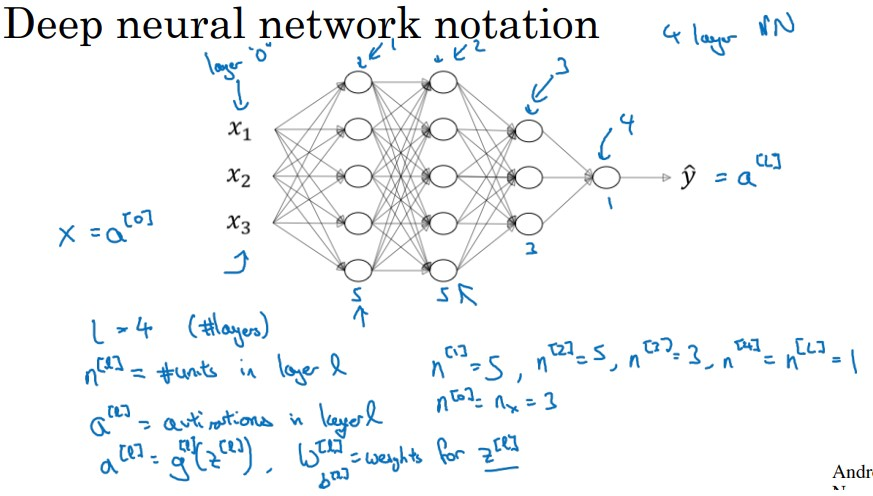 Deep neural network notation
4 layer NN
layer "0"
1
2
3
4
x₁
x₂
x₃
ŷ = a^[L]
X = a^[0]
1
3
5
5
L = 4 (#layers)
n^[l] = #units in layer l
n^[1] = 5, n^[2] = 5, n^[3] = 3, n^[4] = n^[L] = 1
n^[0] = nₓ = 3
a^[l] = activations in layer l
a^[l] = g^[l](z^[l]), W^[l] = weights for z^[l]
b^[l]
Andr